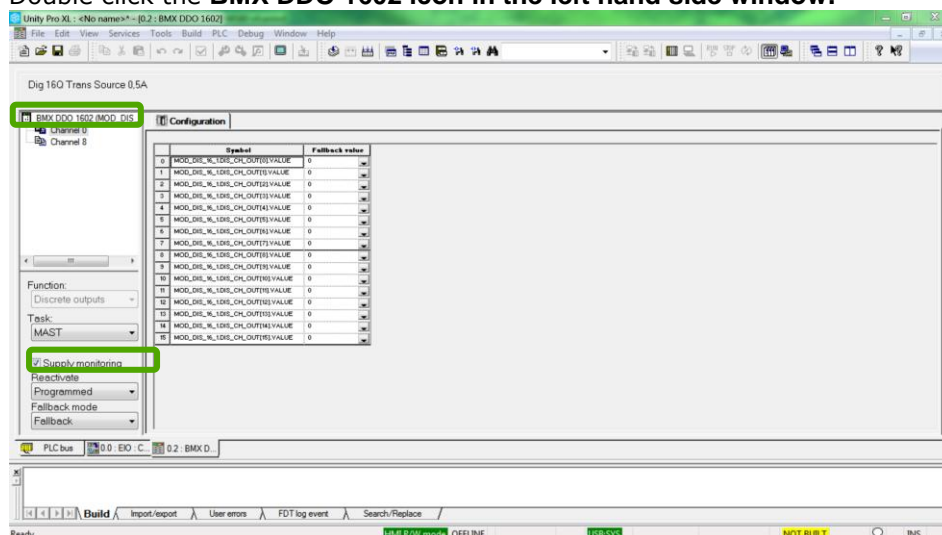 Double click the BMX DDO 1602 icon in the left hand side window.
Unity Pro XL : <No name>* - [0.2 : BMX DDO 1602]
File Edit View Services Tools Build PLC Debug Window Help
Dig 16Q Trans Source 0,5A
BMX DDO 1602 (MOD_DIS
Channel 0
Channel 8
Configuration
Symbol Fallback value
0 MOD_DIS_16_1.DIS_CH_OUT[0].VALUE 0
1 MOD_DIS_16_1.DIS_CH_OUT[1].VALUE 0
2 MOD_DIS_16_1.DIS_CH_OUT[2].VALUE 0
3 MOD_DIS_16_1.DIS_CH_OUT[3].VALUE 0
4 MOD_DIS_16_1.DIS_CH_OUT[4].VALUE 0
5 MOD_DIS_16_1.DIS_CH_OUT[5].VALUE 0
6 MOD_DIS_16_1.DIS_CH_OUT[6].VALUE 0
7 MOD_DIS_16_1.DIS_CH_OUT[7].VALUE 0
8 MOD_DIS_16_1.DIS_CH_OUT[8].VALUE 0
9 MOD_DIS_16_1.DIS_CH_OUT[9].VALUE 0
10 MOD_DIS_16_1.DIS_CH_OUT[10].VALUE 0
11 MOD_DIS_16_1.DIS_CH_OUT[11].VALUE 0
12 MOD_DIS_16_1.DIS_CH_OUT[12].VALUE 0
13 MOD_DIS_16_1.DIS_CH_OUT[13].VALUE 0
14 MOD_DIS_16_1.DIS_CH_OUT[14].VALUE 0
15 MOD_DIS_16_1.DIS_CH_OUT[15].VALUE 0
Function:
Discrete outputs
Task:
MAST
Supply monitoring
Reactivate
Programmed
Fallback mode
Fallback
PLC bus 0.0 : EIO : C... 0.2 : BMX D...
Build Import/export User errors FDT log event Search/Replace
Ready HMI R/W mode OFFLINE USB:SYS NOT BUILT INS